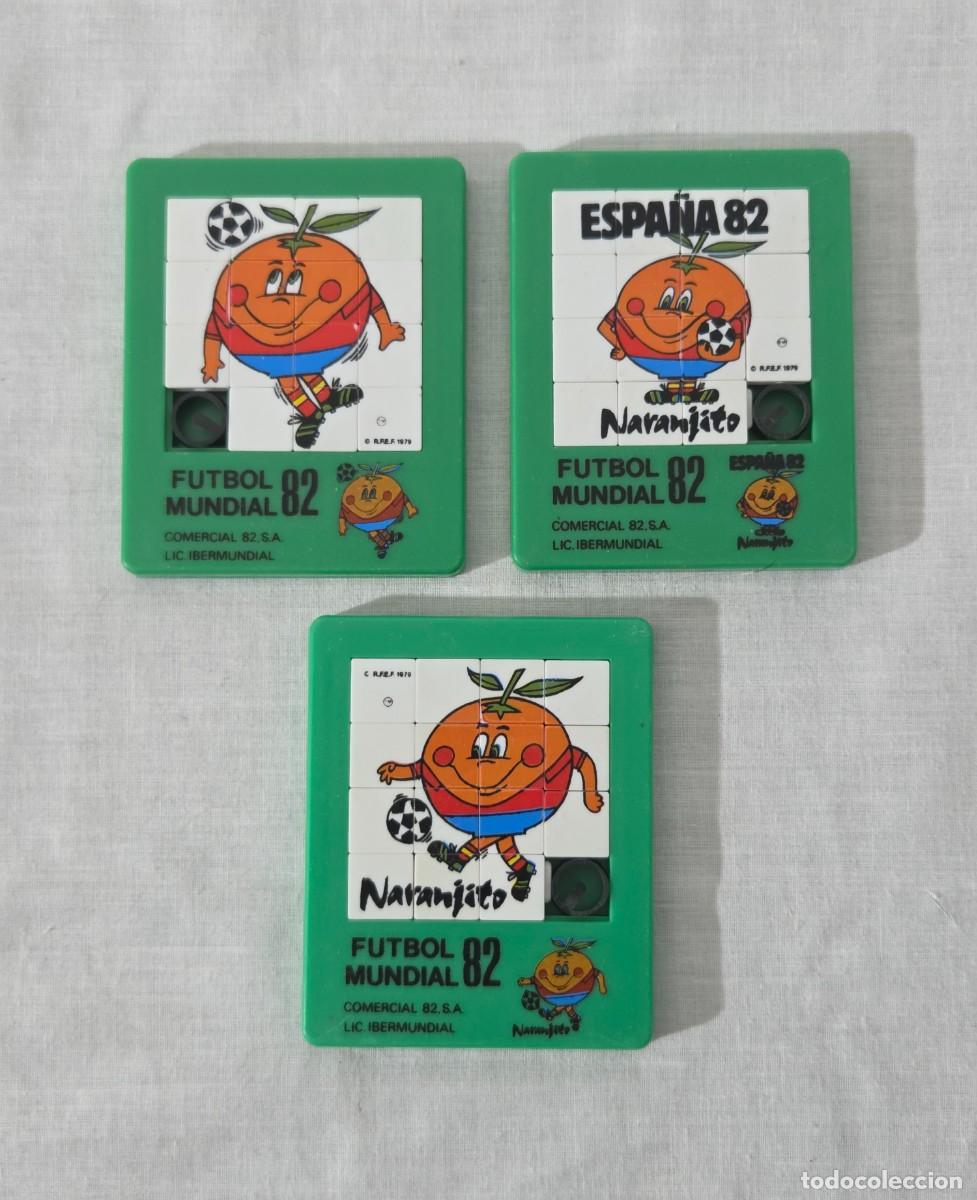 © R.F.E.F. 1979
FUTBOL
MUNDIAL 82
COMERCIAL 82, S.A.
LIC. IBERMUNDIAL
ESPAÑA 82
© R.F.E.F. 1979
Naranjito
FUTBOL
MUNDIAL 82
COMERCIAL 82, S.A.
LIC. IBERMUNDIAL
ESPAÑA 82
Naranjito
C R.F.E.F. 1979
Naranjito
FUTBOL
MUNDIAL 82
COMERCIAL 82, S.A.
LIC. IBERMUNDIAL
Naranjito
todocoleccion